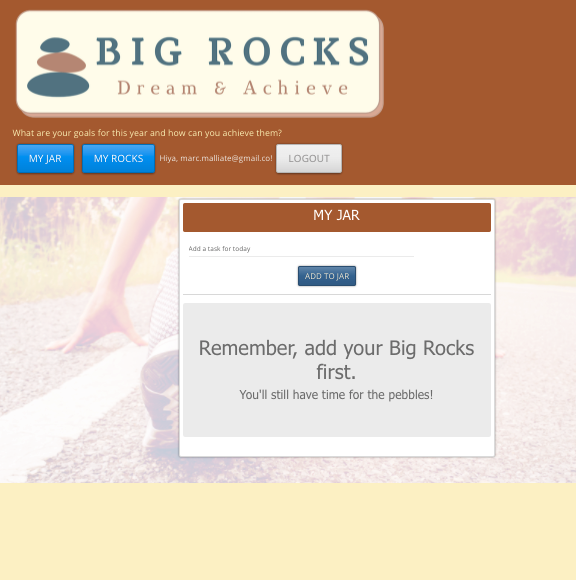 BIG ROCKS
Dream & Achieve
What are your goals for this year and how can you achieve them?
MY JAR MY ROCKS Hiya, marc.malliate@gmail.co! LOGOUT
MY JAR
Add a task for today
ADD TO JAR
Remember, add your Big Rocks
first.
You'll still have time for the pebbles!